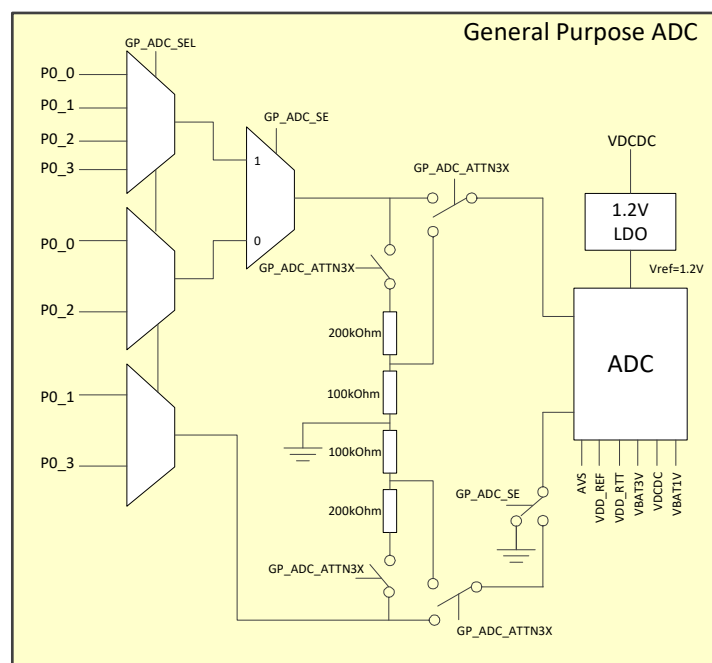 General Purpose ADC
GP_ADC_SEL
P0_0
P0_1
P0_2
P0_3
GP_ADC_SE
1
0
P0_0
P0_2
P0_1
P0_3
GP_ADC_ATTN3X
GP_ADC_ATTN3X
200kOhm
100kOhm
100kOhm
200kOhm
GP_ADC_ATTN3X
GP_ADC_ATTN3X
GP_ADC_SE
VDCDC
1.2V
LDO
Vref=1.2V
ADC
AVS
VDD_REF
VDD_RTT
VBAT3V
VDCDC
VBAT1V